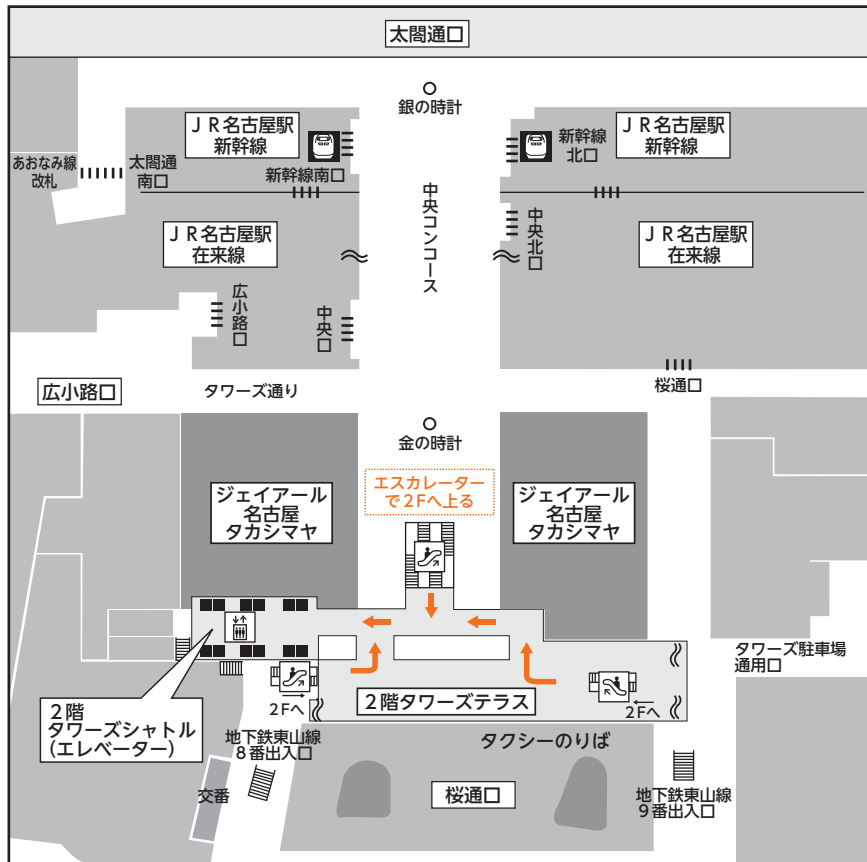 太閤通口
銀の時計
ＪＲ名古屋駅
新幹線
ＪＲ名古屋駅
新幹線
新幹線
北口
あおなみ線
改札
太閤通
南口
新幹線南口
中央コンコース
中央北口
ＪＲ名古屋駅
在来線
ＪＲ名古屋駅
在来線
広小路口
中央口
広小路口
タワーズ通り
桜通口
金の時計
エスカレーター
で２Fへ上る
ジェイアール
名古屋
タカシマヤ
ジェイアール
名古屋
タカシマヤ
タワーズ駐車場
通用口
２階
タワーズシャトル
(エレベーター)
２Fへ
２階タワーズテラス
２Fへ
地下鉄東山線
８番出入口
タクシーのりば
交番
桜通口
地下鉄東山線
９番出入口